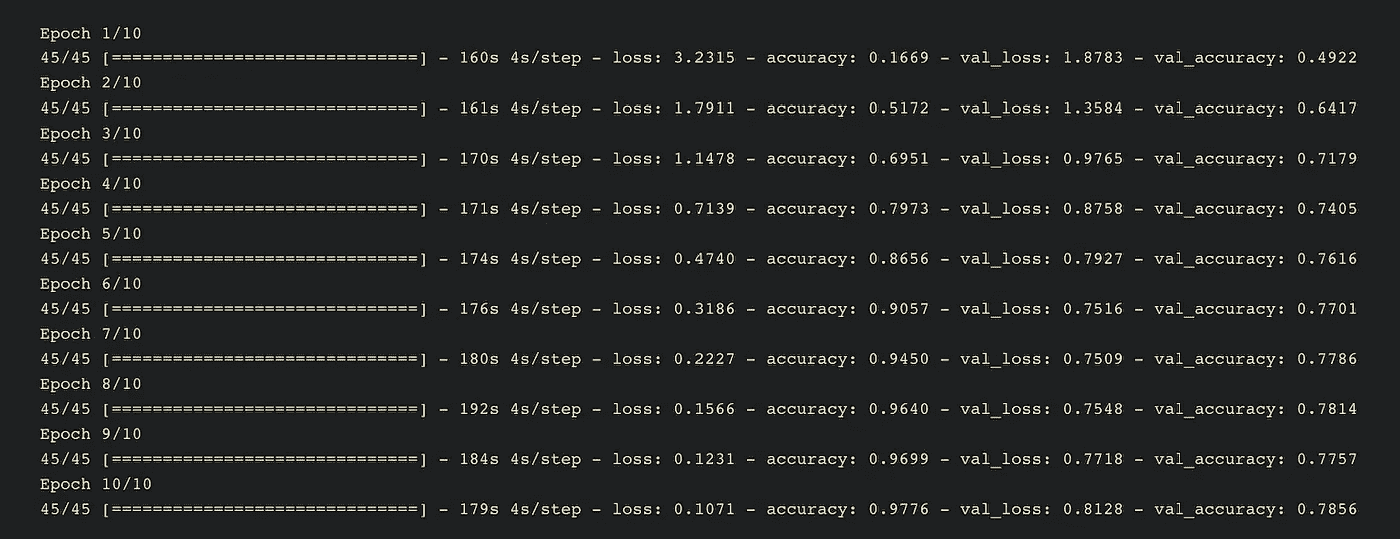 Epoch 1/10
45/45 [==============================] - 160s 4s/step - loss: 3.2315 - accuracy: 0.1669 - val_loss: 1.8783 - val_accuracy: 0.4922
Epoch 2/10
45/45 [==============================] - 161s 4s/step - loss: 1.7911 - accuracy: 0.5172 - val_loss: 1.3584 - val_accuracy: 0.6417
Epoch 3/10
45/45 [==============================] - 170s 4s/step - loss: 1.1478 - accuracy: 0.6951 - val_loss: 0.9765 - val_accuracy: 0.7179
Epoch 4/10
45/45 [==============================] - 171s 4s/step - loss: 0.7139 - accuracy: 0.7973 - val_loss: 0.8758 - val_accuracy: 0.7405
Epoch 5/10
45/45 [==============================] - 174s 4s/step - loss: 0.4740 - accuracy: 0.8656 - val_loss: 0.7927 - val_accuracy: 0.7616
Epoch 6/10
45/45 [==============================] - 176s 4s/step - loss: 0.3186 - accuracy: 0.9057 - val_loss: 0.7516 - val_accuracy: 0.7701
Epoch 7/10
45/45 [==============================] - 180s 4s/step - loss: 0.2227 - accuracy: 0.9450 - val_loss: 0.7509 - val_accuracy: 0.7786
Epoch 8/10
45/45 [==============================] - 192s 4s/step - loss: 0.1566 - accuracy: 0.9640 - val_loss: 0.7548 - val_accuracy: 0.7814
Epoch 9/10
45/45 [==============================] - 184s 4s/step - loss: 0.1231 - accuracy: 0.9699 - val_loss: 0.7718 - val_accuracy: 0.7757
Epoch 10/10
45/45 [==============================] - 179s 4s/step - loss: 0.1071 - accuracy: 0.9776 - val_loss: 0.8128 - val_accuracy: 0.7856